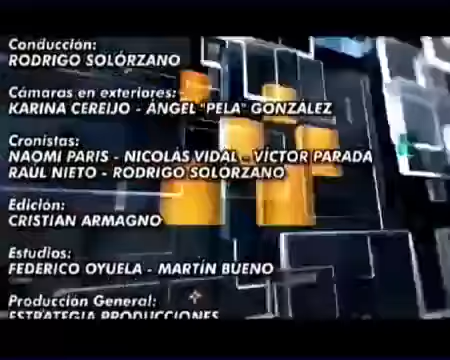 Conducción:
RODRIGO SOLÓRZANO
Cámaras en exteriores:
KARINA CEREIJO - ÁNGEL "PELA" GONZÁLEZ
Cronistas:
NAOMI PARIS - NICOLÁS VIDAL - VÍCTOR PARADA
RAÚL NIETO - RODRIGO SOLÓRZANO
Edición:
CRISTIAN ARMAGNO
Estudios:
FEDERICO OYUELA - MARTÍN BUENO
Producción General:
ESTRATEGIA PRODUCCIONES